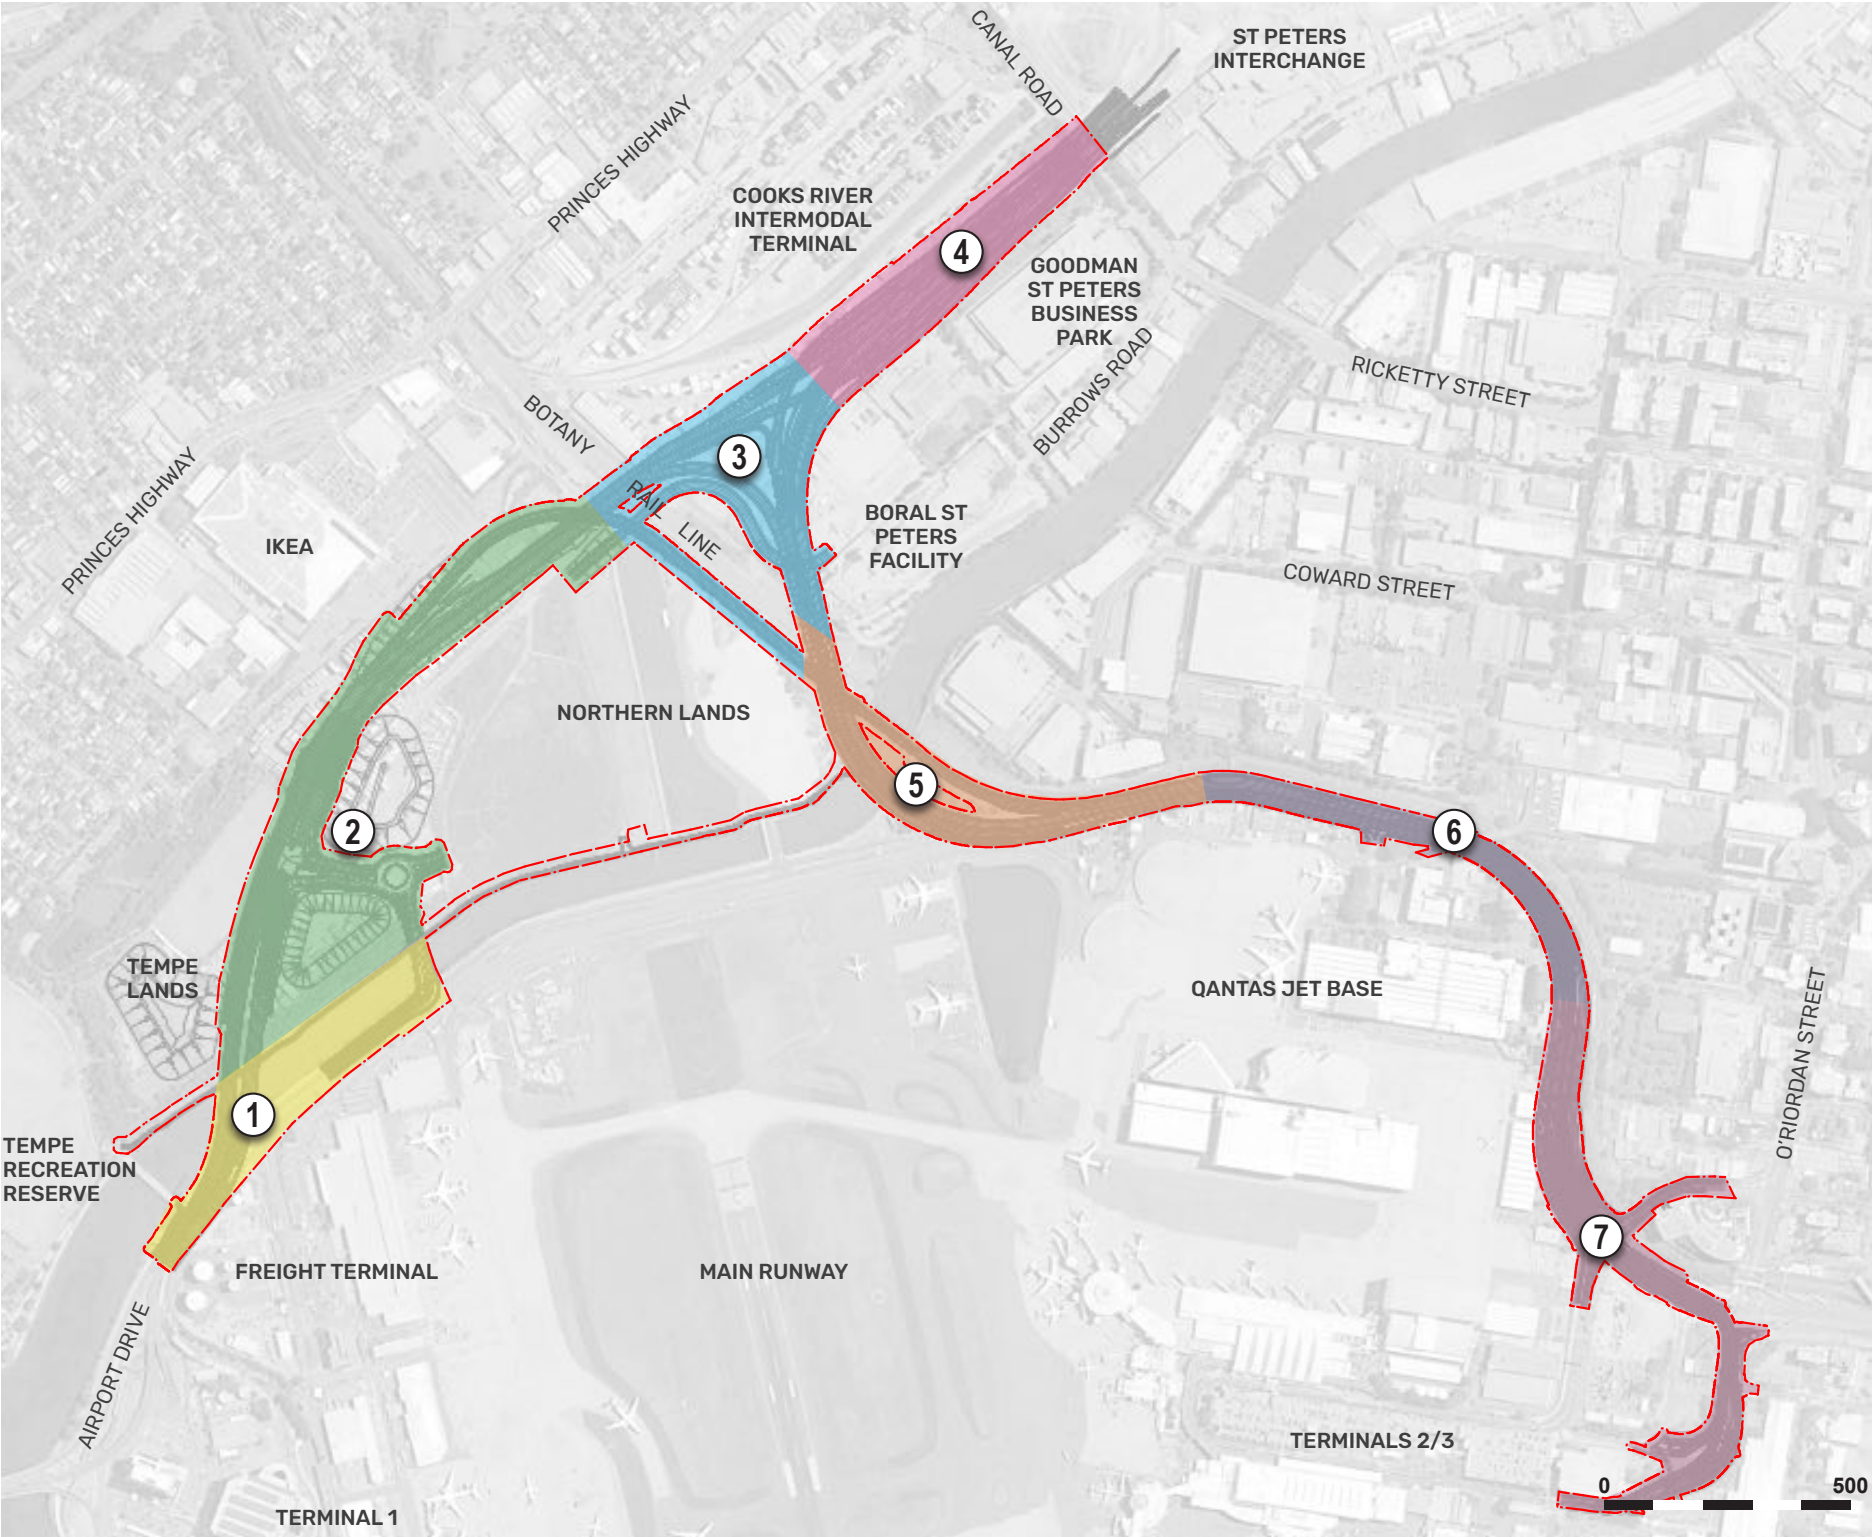 CANAL ROAD
ST PETERS
INTERCHANGE
PRINCES HIGHWAY
COOKS RIVER
INTERMODAL
TERMINAL
4
GOODMAN
ST PETERS
BUSINESS
PARK
BURROWS ROAD
RICKETTY STREET
BOTANY
RAIL
LINE
3
PRINCES HIGHWAY
IKEA
BORAL ST
PETERS
FACILITY
COWARD STREET
NORTHERN LANDS
5
2
6
TEMPE
LANDS
QANTAS JET BASE
O'RIORDAN STREET
1
TEMPE
RECREATION
RESERVE
7
FREIGHT TERMINAL
MAIN RUNWAY
AIRPORT DRIVE
TERMINALS 2/3
0
500
TERMINAL 1